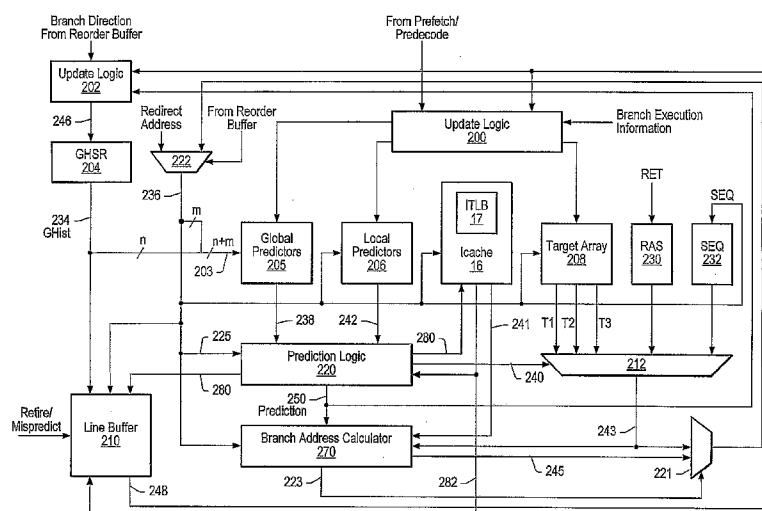 Branch Direction
From Reorder Buffer
From Prefetch/
Predecode
Update Logic
202
Redirect
Address
From Reorder
Buffer
246
Update Logic
200
Branch Execution
Information
GHSR
204
222
236
ITLB
17
RET
SEQ
234
GHist
m
n
n+m
203
Global
Predictors
205
Local
Predictors
206
Icache
16
Target Array
208
RAS
230
SEQ
232
238
242
280
241
T1
T2
T3
225
Prediction Logic
220
240
212
280
250
Prediction
Retire/
Mispredict
Line Buffer
210
Branch Address Calculator
270
243
245
221
248
223
282